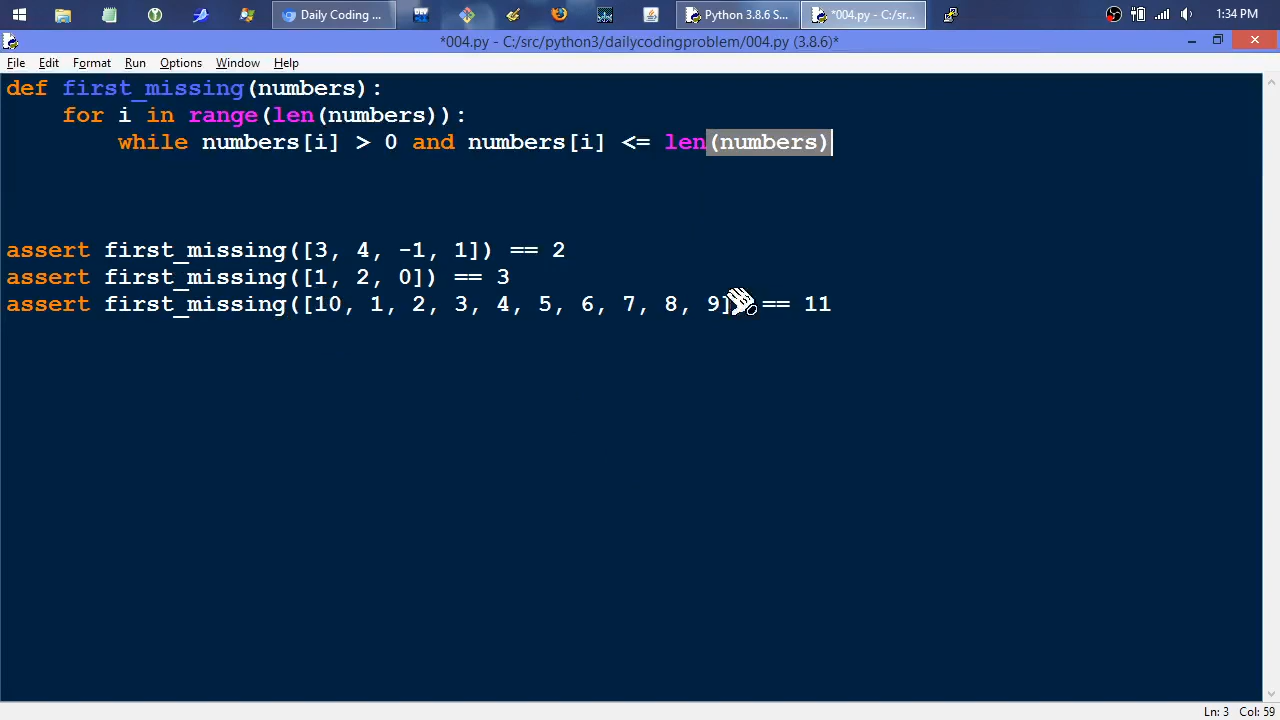 Daily Coding ...
Python 3.8.6 S...
*004.py - C:/sr...
1:34 PM
*004.py - C:/src/python3/dailycodingproblem/004.py (3.8.6)*
File Edit Format Run Options Window Help
def first_missing(numbers):
for i in range(len(numbers)):
while numbers[i] > 0 and numbers[i] <= len(numbers)
assert first_missing([3, 4, -1, 1]) == 2
assert first_missing([1, 2, 0]) == 3
assert first_missing([10, 1, 2, 3, 4, 5, 6, 7, 8, 9] == 11
Ln: 3 Col: 59